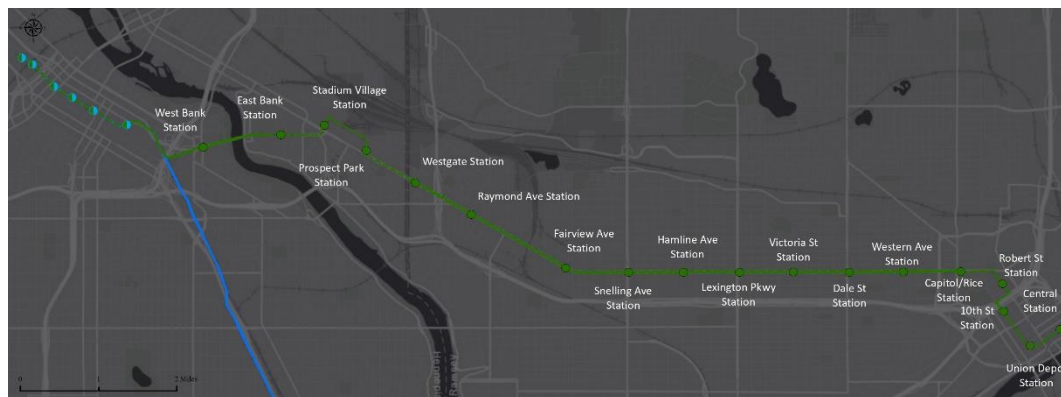 West Bank
Station
East Bank
Station
Stadium Village
Station
Prospect Park
Station
Westgate Station
Raymond Ave Station
Fairview Ave
Station
Snelling Ave
Station
Hamline Ave
Station
Lexington Pkwy
Station
Victoria St
Station
Dale St
Station
Western Ave
Station
Capitol/Rice
Station
Robert St
Station
10th St
Station
Central
Station
Union Depo
Station
0 1 2 Miles
Ramsey